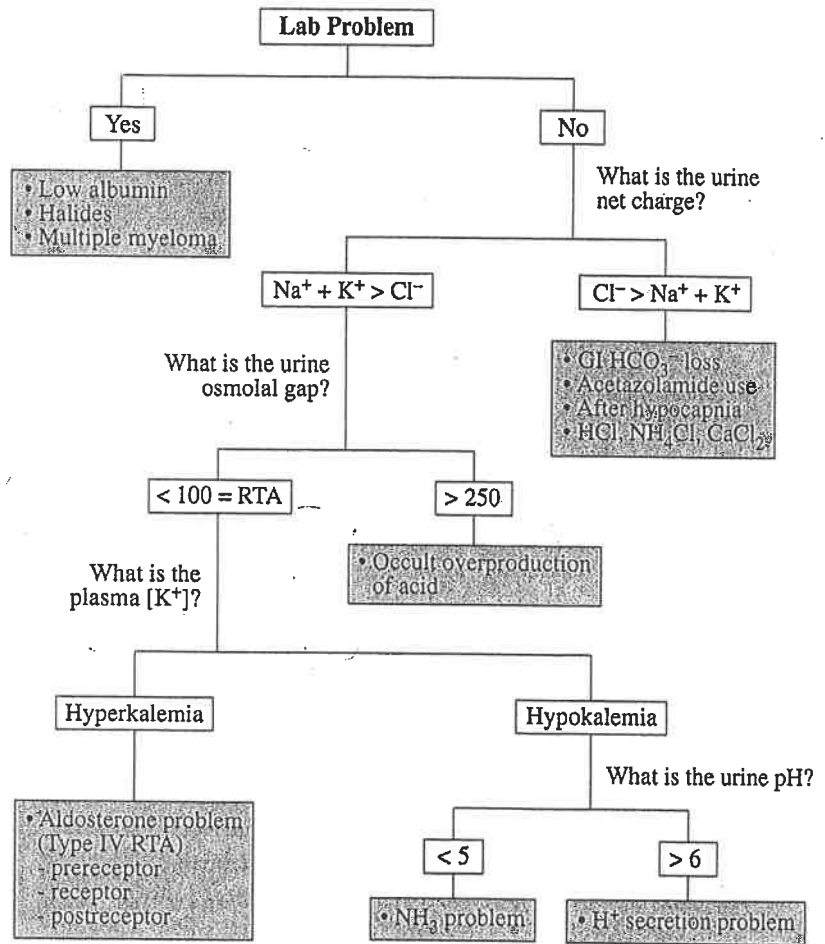 Lab Problem
Yes
No
• Low albumin
• Halides
• Multiple myeloma
What is the urine
net charge?
Na⁺ + K⁺ > Cl⁻
Cl⁻ > Na⁺ + K⁺
What is the urine
osmolal gap?
• GI HCO₃⁻ loss
• Acetazolamide use
• After hypocapnia
• HCl, NH₄Cl, CaCl₂
< 100 = RTA
> 250
• Occult overproduction
of acid
What is the
plasma [K⁺]?
Hyperkalemia
Hypokalemia
What is the urine pH?
• Aldosterone problem
(Type IV RTA)
- prereceptor
- receptor
- postreceptor
< 5
> 6
• NH₃ problem
• H⁺ secretion problem